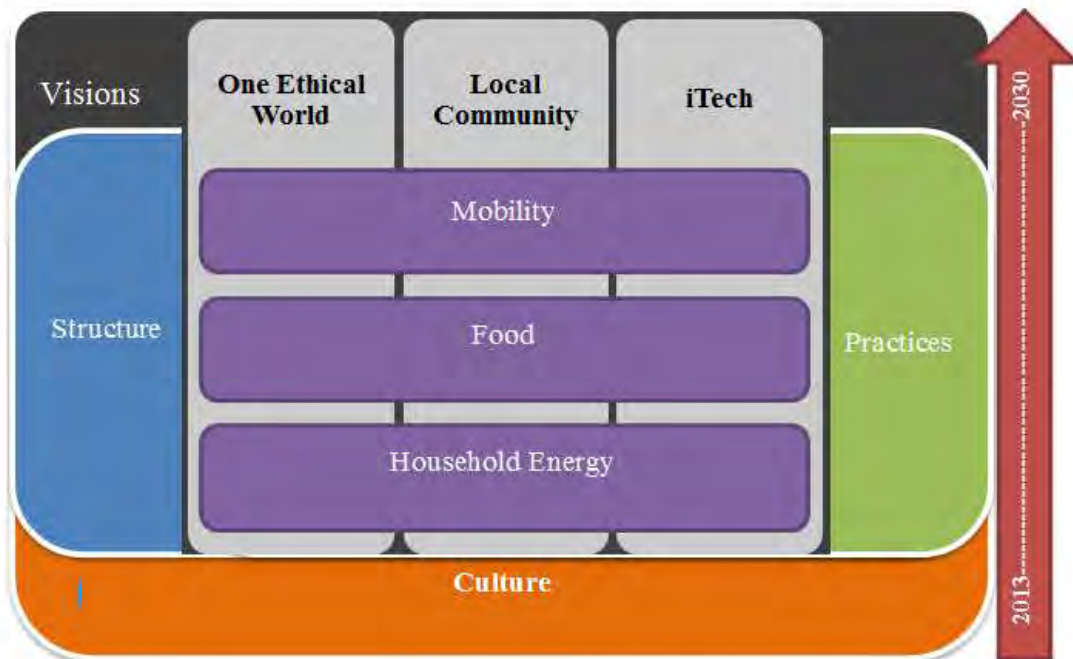 Visions
One Ethical
World
Local
Community
iTech
Mobility
Structure
Food
Practices
Household Energy
Culture
2013------------------------2030